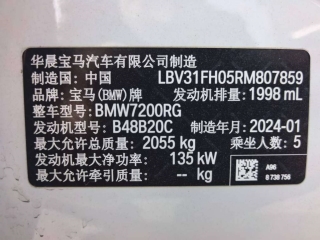 华晨宝马汽车有限公司制造
制造国：中国 LBV31FH05RM807859
品牌：宝马(BMW)牌 发动机排量：1998 mL
整车型号：BMW7200RG
发动机型号：B48B20C 制造年月：2024-01
最大允许总质量：2055 kg 乘坐人数：5
发动机最大净功率：135 kW
最大允许牵引质量：-- kg
A96
8 738 756